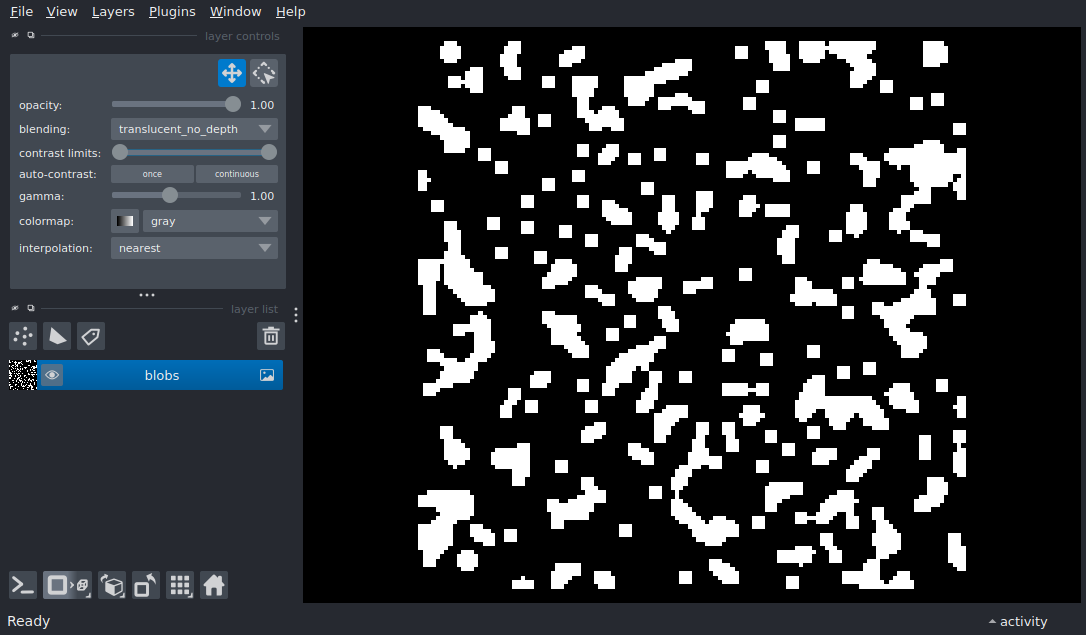 File View Layers Plugins Window Help
layer controls
opacity: 1.00
blending: translucent_no_depth
contrast limits:
auto-contrast: once continuous
gamma: 1.00
colormap: gray
interpolation: nearest
layer list
blobs
Ready activity